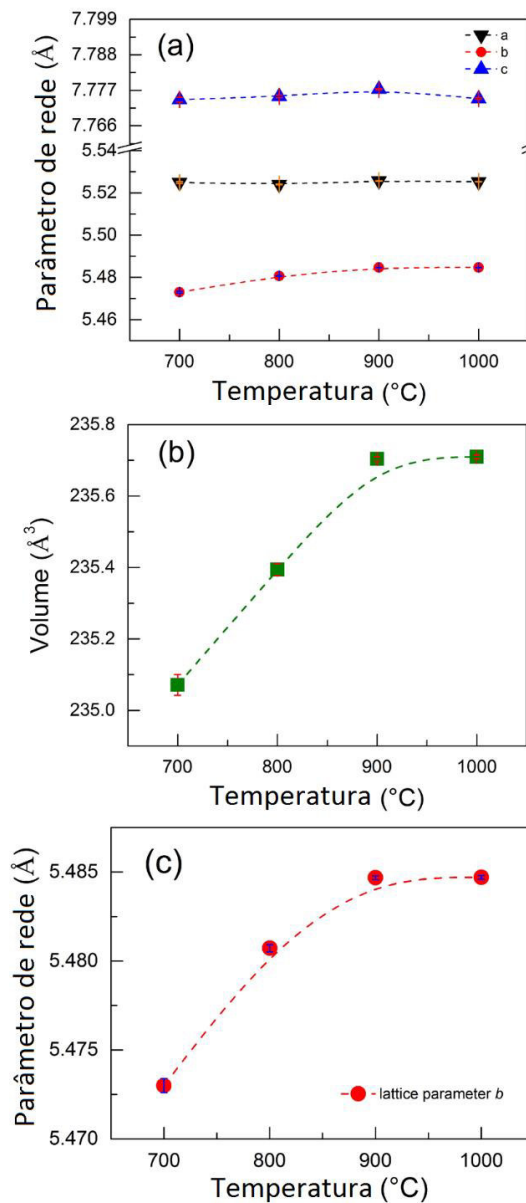 (a)
a
b
c
7.799
7.788
7.777
7.766
5.54
5.52
5.50
5.48
5.46
Parâmetro de rede (Å)
700 800 900 1000
Temperatura (°C)
(b)
235.8
235.6
235.4
235.2
235.0
Volume (Å³)
700 800 900 1000
Temperatura (°C)
(c)
5.485
5.480
5.475
5.470
Parâmetro de rede (Å)
lattice parameter b
700 800 900 1000
Temperatura (°C)